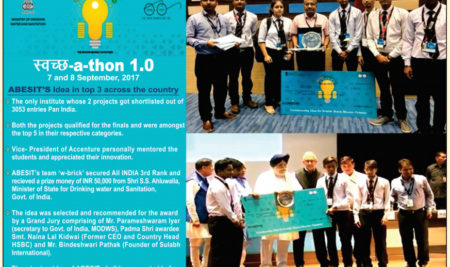 MINISTRY OF DRINKING
WATER AND SANITATION
स्वच्छ-a-thon 1.0
7 and 8 September, 2017
ABESIT'S Idea in top 3 across the country
The only institute whose 2 projects got shortlisted out of
3053 entries Pan India.
Both the projects qualified for the finals and were amongst
the top 5 in their respective categories.
Vice- President of Accenture personally mentored the
students and appreciated their innovation.
ABESIT's team 'w-brick' secured All INDIA 3rd Rank and
recieved a prize money of INR 50,000 from Shri S.S. Ahluwalia,
Minister of State for Drinking water and Sanitation,
Govt. of India.
The idea was selected and recommended for the award
by a Grand Jury comprising of Mr. Parameshwaram Iyer
(secretary to Govt. of India, MODWS), Padma Shri awardee
Smt. Naina Lal Kidwai (Former CEO and Country Head
HSBC) and Mr. Bindeshwari Pathak (Founder of Sulabh
International).